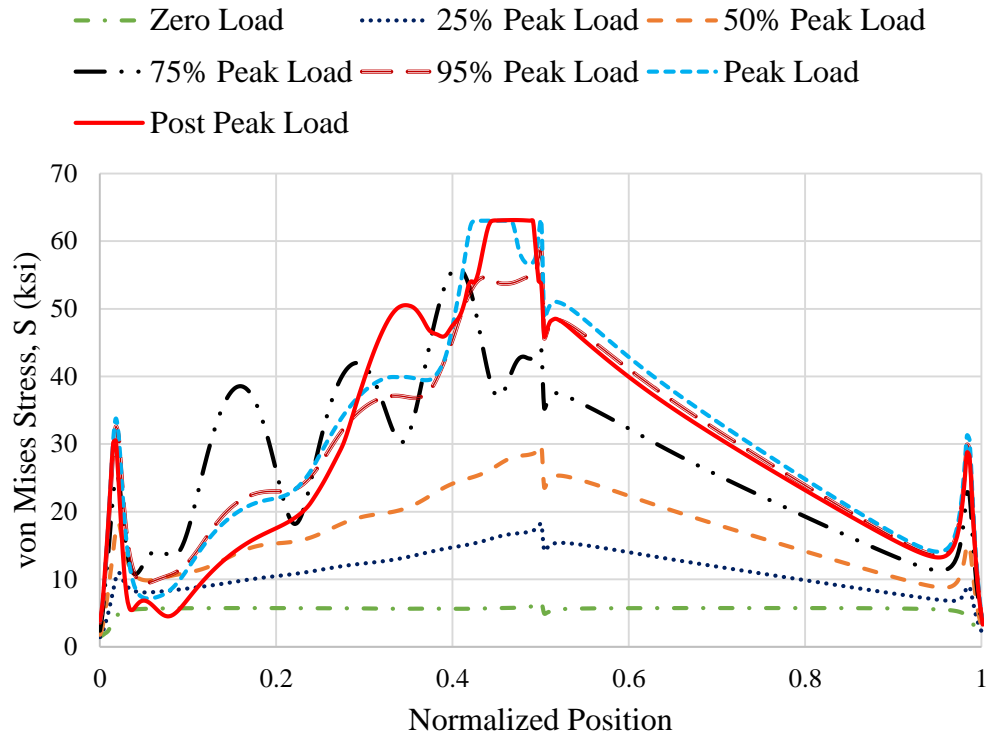 Zero Load 25% Peak Load 50% Peak Load
75% Peak Load 95% Peak Load Peak Load
Post Peak Load
von Mises Stress, S (ksi)
70
60
50
40
30
20
10
0
0 0.2 0.4 0.6 0.8 1
Normalized Position